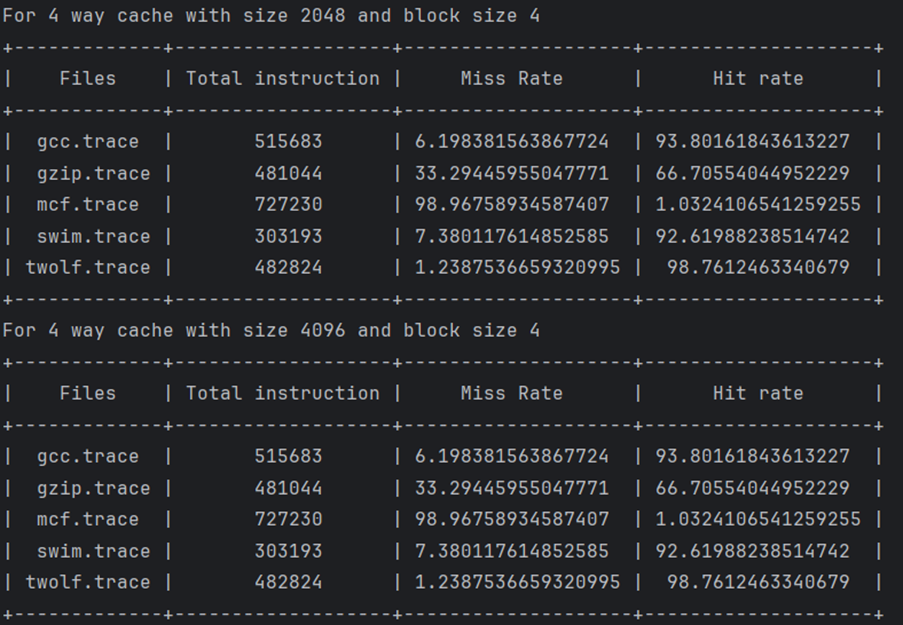 For 4 way cache with size 2048 and block size 4
+-------------+-------------------+--------------------+--------------------+
|    Files    | Total instruction |     Miss Rate      |      Hit rate      |
+-------------+-------------------+--------------------+--------------------+
|  gcc.trace  |       515683      | 6.198381563867724  | 93.80161843613227  |
|  gzip.trace |       481044      | 33.29445955047771  | 66.70554044952229  |
|  mcf.trace  |       727230      | 98.96758934587407  | 1.0324106541259255 |
|  swim.trace |       303193      | 7.380117614852585  | 92.61988238514742  |
| twolf.trace |       482824      | 1.2387536659320995 |  98.7612463340679  |
+-------------+-------------------+--------------------+--------------------+
For 4 way cache with size 4096 and block size 4
+-------------+-------------------+--------------------+--------------------+
|    Files    | Total instruction |     Miss Rate      |      Hit rate      |
+-------------+-------------------+--------------------+--------------------+
|  gcc.trace  |       515683      | 6.198381563867724  | 93.80161843613227  |
|  gzip.trace |       481044      | 33.29445955047771  | 66.70554044952229  |
|  mcf.trace  |       727230      | 98.96758934587407  | 1.0324106541259255 |
|  swim.trace |       303193      | 7.380117614852585  | 92.61988238514742  |
| twolf.trace |       482824      | 1.2387536659320995 |  98.7612463340679  |
+-------------+-------------------+--------------------+--------------------+